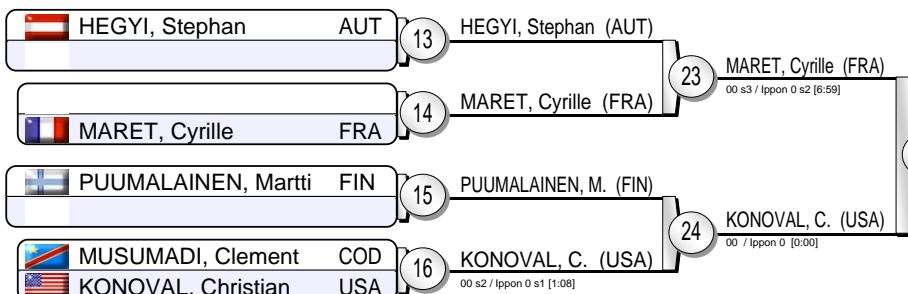 HEGYI, Stephan AUT
13
HEGYI, Stephan (AUT)
23
MARET, Cyrille (FRA)
00 s3 / Ippon 0 s2 [6:59]
14
MARET, Cyrille (FRA)
MARET, Cyrille FRA
PUUMALAINEN, Martti FIN
15
PUUMALAINEN, M. (FIN)
24
KONOVAL, C. (USA)
00 / Ippon 0 [0:00]
MUSUMADI, Clement COD
16
KONOVAL, C. (USA)
00 s2 / Ippon 0 s1 [1:08]
KONOVAL, Christian USA